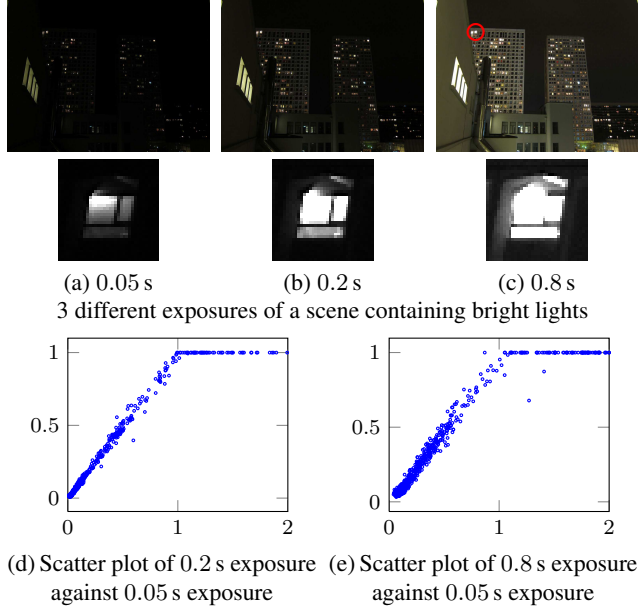 (a) 0.05 s
(b) 0.2 s
(c) 0.8 s
3 different exposures of a scene containing bright lights
1
0.5
0
0
1
2
1
0.5
0
0
1
2
(d) Scatter plot of 0.2 s exposure
against 0.05 s exposure
(e) Scatter plot of 0.8 s exposure
against 0.05 s exposure